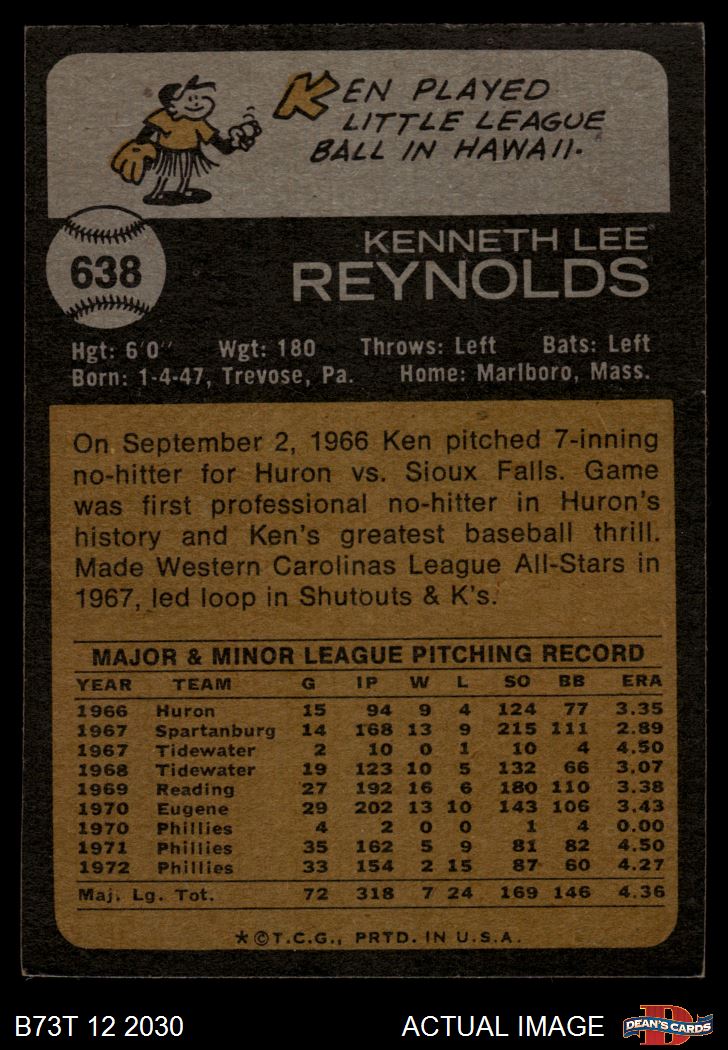 KEN PLAYED
LITTLE LEAGUE
BALL IN HAWAII.
638
KENNETH LEE
REYNOLDS
Hgt: 6'0" Wgt: 180 Throws: Left Bats: Left
Born: 1-4-47, Trevose, Pa. Home: Marlboro, Mass.
On September 2, 1966 Ken pitched 7-inning
no-hitter for Huron vs. Sioux Falls. Game
was first professional no-hitter in Huron's
history and Ken's greatest baseball thrill.
Made Western Carolinas League All-Stars in
1967, led loop in Shutouts & K's.
MAJOR & MINOR LEAGUE PITCHING RECORD
YEAR TEAM G IP W L SO BB ERA
1966 Huron 15 94 9 4 124 77 3.35
1967 Spartanburg 14 168 13 9 215 111 2.89
1967 Tidewater 2 10 0 1 10 4 4.50
1968 Tidewater 19 123 10 5 132 66 3.07
1969 Reading 27 192 16 6 180 110 3.38
1970 Eugene 29 202 13 10 143 106 3.43
1970 Phillies 4 2 0 0 1 4 0.00
1971 Phillies 35 162 5 9 81 82 4.50
1972 Phillies 33 154 2 15 87 60 4.27
Maj. Lg. Tot. 72 318 7 24 169 146 4.36
*©T.C.G., PRTD. IN U.S.A.
B73T 12 2030 ACTUAL IMAGE DEAN'S CARDS